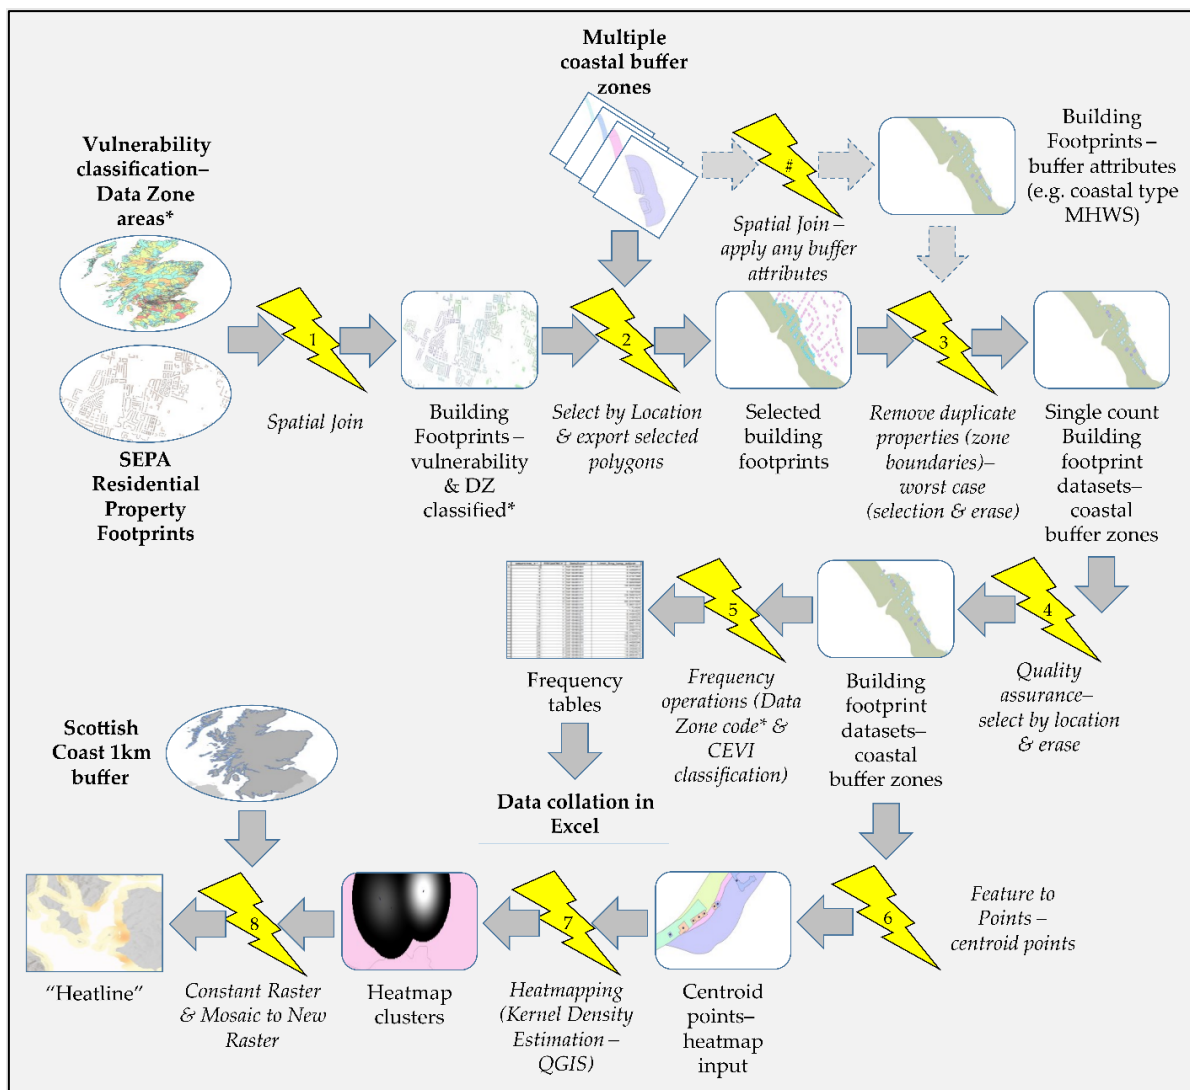 Multiple
coastal buffer
zones
Vulnerability
classification–
Data Zone
areas*
#
Spatial Join –
apply any buffer
attributes
Building
Footprints –
buffer attributes
(e.g. coastal type
MHWS)
1
Spatial Join
SEPA
Residential
Property
Footprints
Building
Footprints –
vulnerability
& DZ
classified*
2
Select by Location
& export selected
polygons
Selected
building
footprints
3
Remove duplicate
properties (zone
boundaries)–
worst case
(selection & erase)
Single count
Building
footprint
datasets–
coastal
buffer zones
4
Quality
assurance–
select by location
& erase
Building
footprint
datasets–
coastal
buffer zones
5
Frequency
operations (Data
Zone code* &
CEVI
classification)
Frequency
tables
Data collation in
Excel
Scottish
Coast 1km
buffer
6
Feature to
Points –
centroid points
Centroid
points–
heatmap
input
7
Heatmapping
(Kernel Density
Estimation –
QGIS)
Heatmap
clusters
8
Constant Raster
& Mosaic to New
Raster
“Heatline”